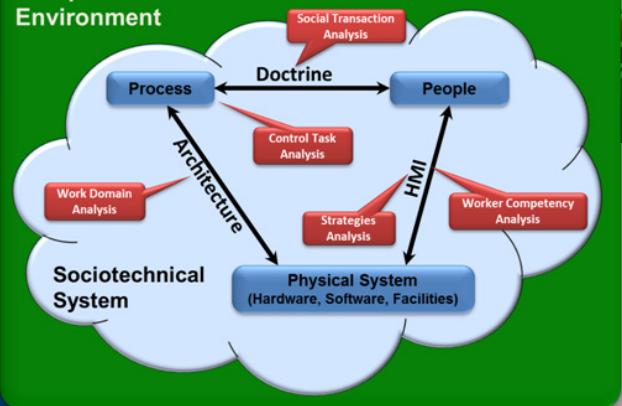 Environment
Social Transaction
Analysis
Process
Doctrine
People
Control Task
Analysis
Architecture
HMI
Work Domain
Analysis
Strategies
Analysis
Worker Competency
Analysis
Sociotechnical
System
Physical System
(Hardware, Software, Facilities)